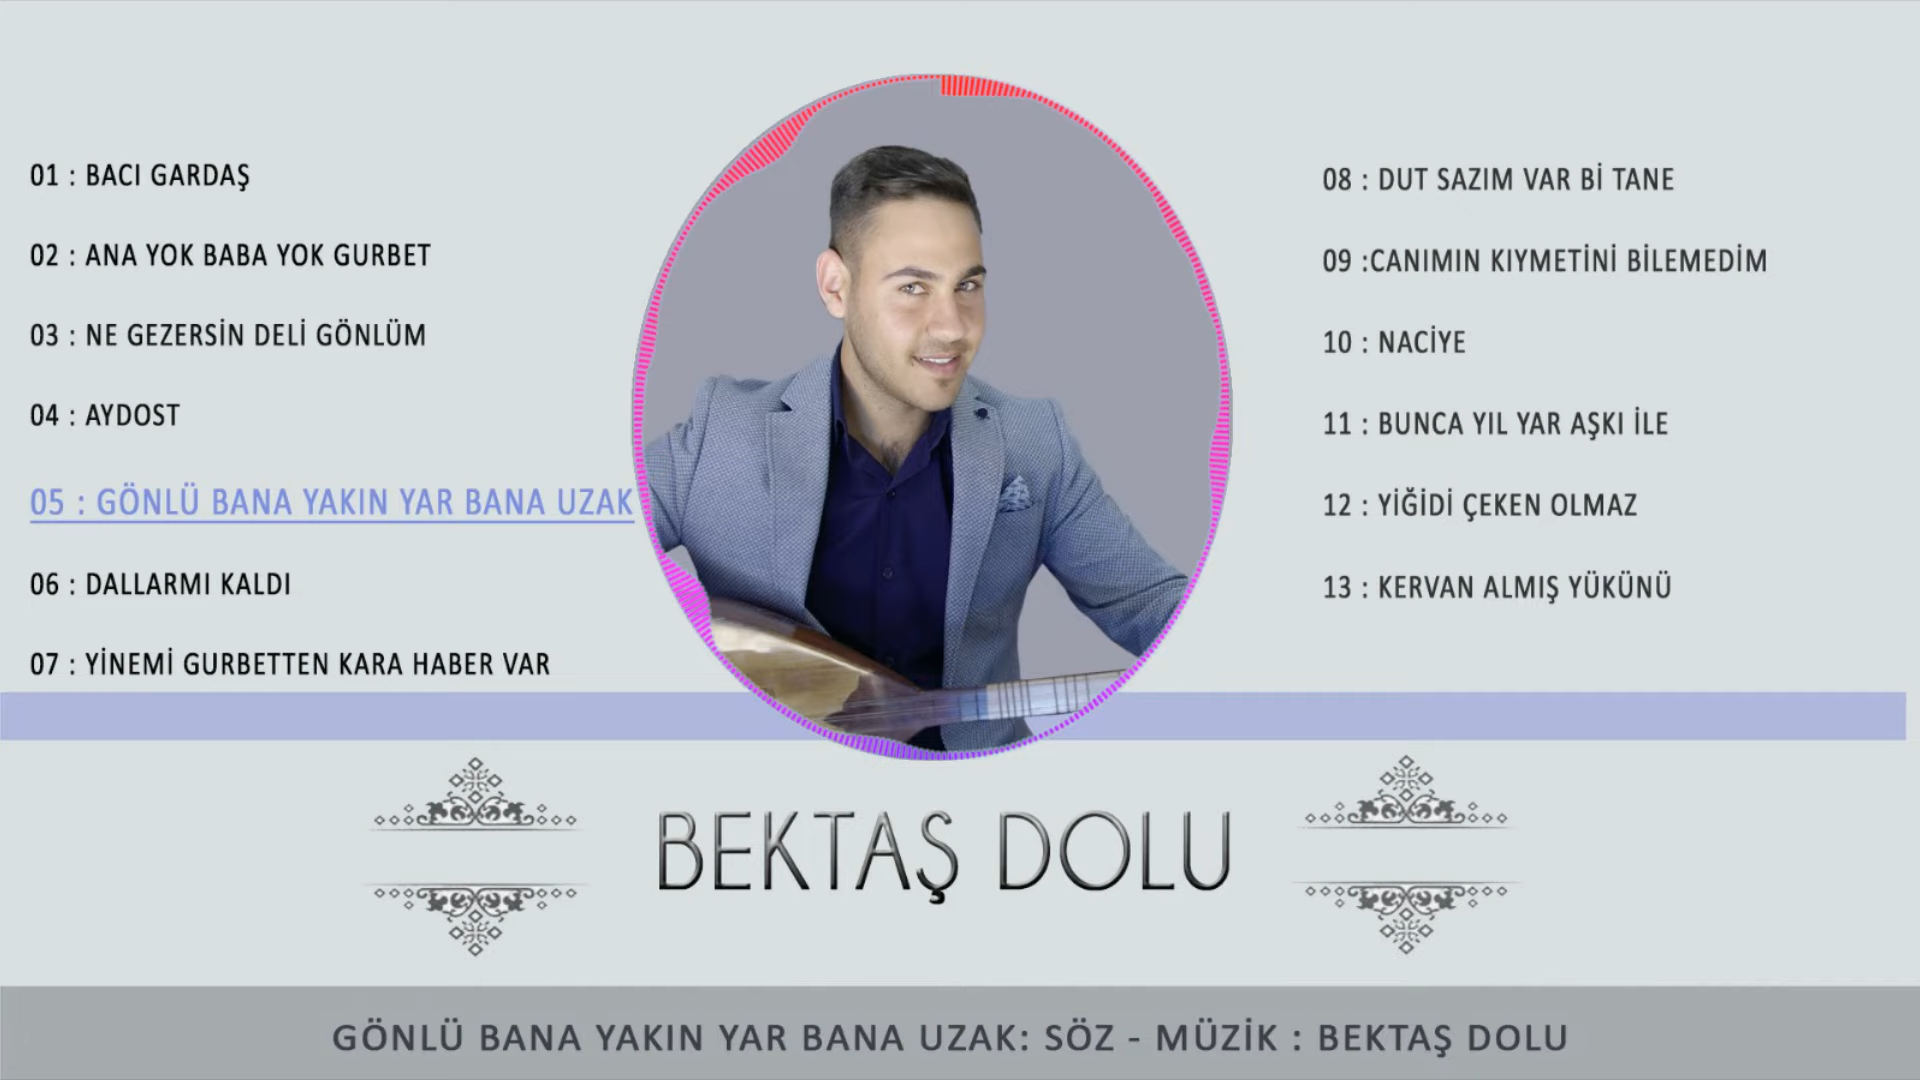 01 : BACI GARDAŞ
02 : ANA YOK BABA YOK GURBET
03 : NE GEZERSİN DELİ GÖNLÜM
04 : AYDOST
05 : GÖNLÜ BANA YAKIN YAR BANA UZAK
06 : DALLARMI KALDI
07 : YİNEMİ GURBETTEN KARA HABER VAR
08 : DUT SAZIM VAR Bİ TANE
09 :CANIMIN KIYMETİNİ BİLEMEDİM
10 : NACİYE
11 : BUNCA YIL YAR AŞKI İLE
12 : YİĞİDİ ÇEKEN OLMAZ
13 : KERVAN ALMIŞ YÜKÜNÜ
BEKTAŞ DOLU
GÖNLÜ BANA YAKIN YAR BANA UZAK: SÖZ - MÜZİK : BEKTAŞ DOLU